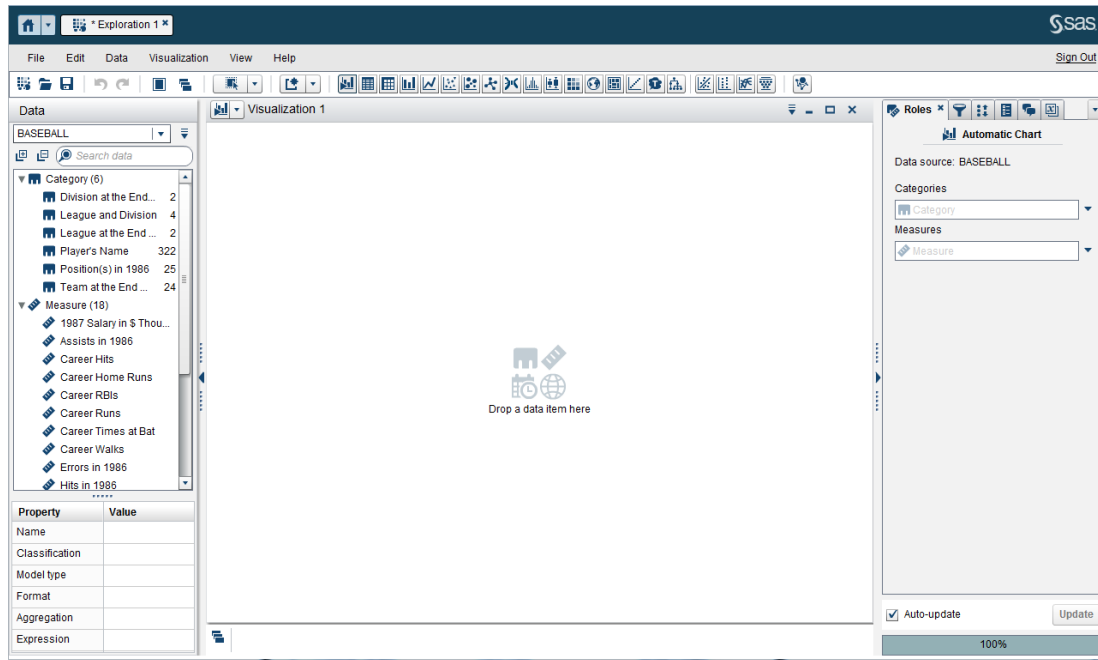 * Exploration 1 ×
sas
File Edit Data Visualization View Help
Sign Out
Data
BASEBALL
Search data
Category (6)
Division at the End... 2
League and Division 4
League at the End ... 2
Player's Name 322
Position(s) in 1986 25
Team at the End ... 24
Measure (18)
1987 Salary in $ Thou...
Assists in 1986
Career Hits
Career Home Runs
Career RBIs
Career Runs
Career Times at Bat
Career Walks
Errors in 1986
Hits in 1986
Property Value
Name
Classification
Model type
Format
Aggregation
Expression
Visualization 1
Drop a data item here
Roles ×
Automatic Chart
Data source: BASEBALL
Categories
Category
Measures
Measure
Auto-update
Update
100%